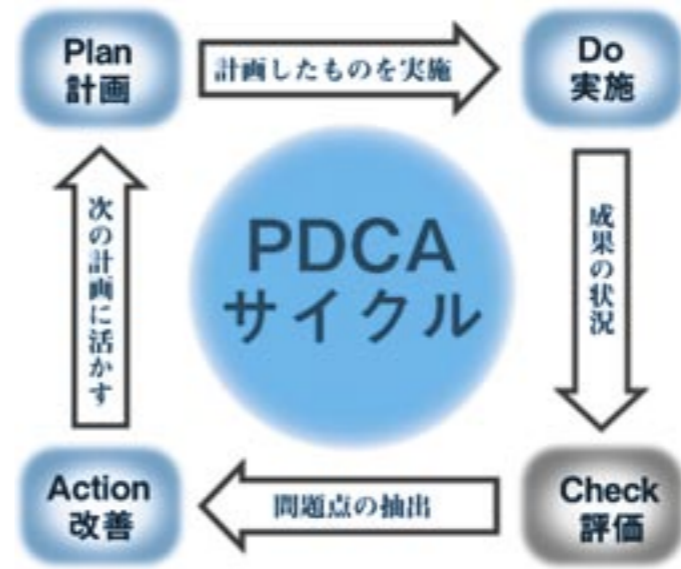 Plan
計画
計画したものを実施
Do
実施
成果の状況
Check
評価
問題点の抽出
Action
改善
次の計画に活かす
PDCA
サイクル